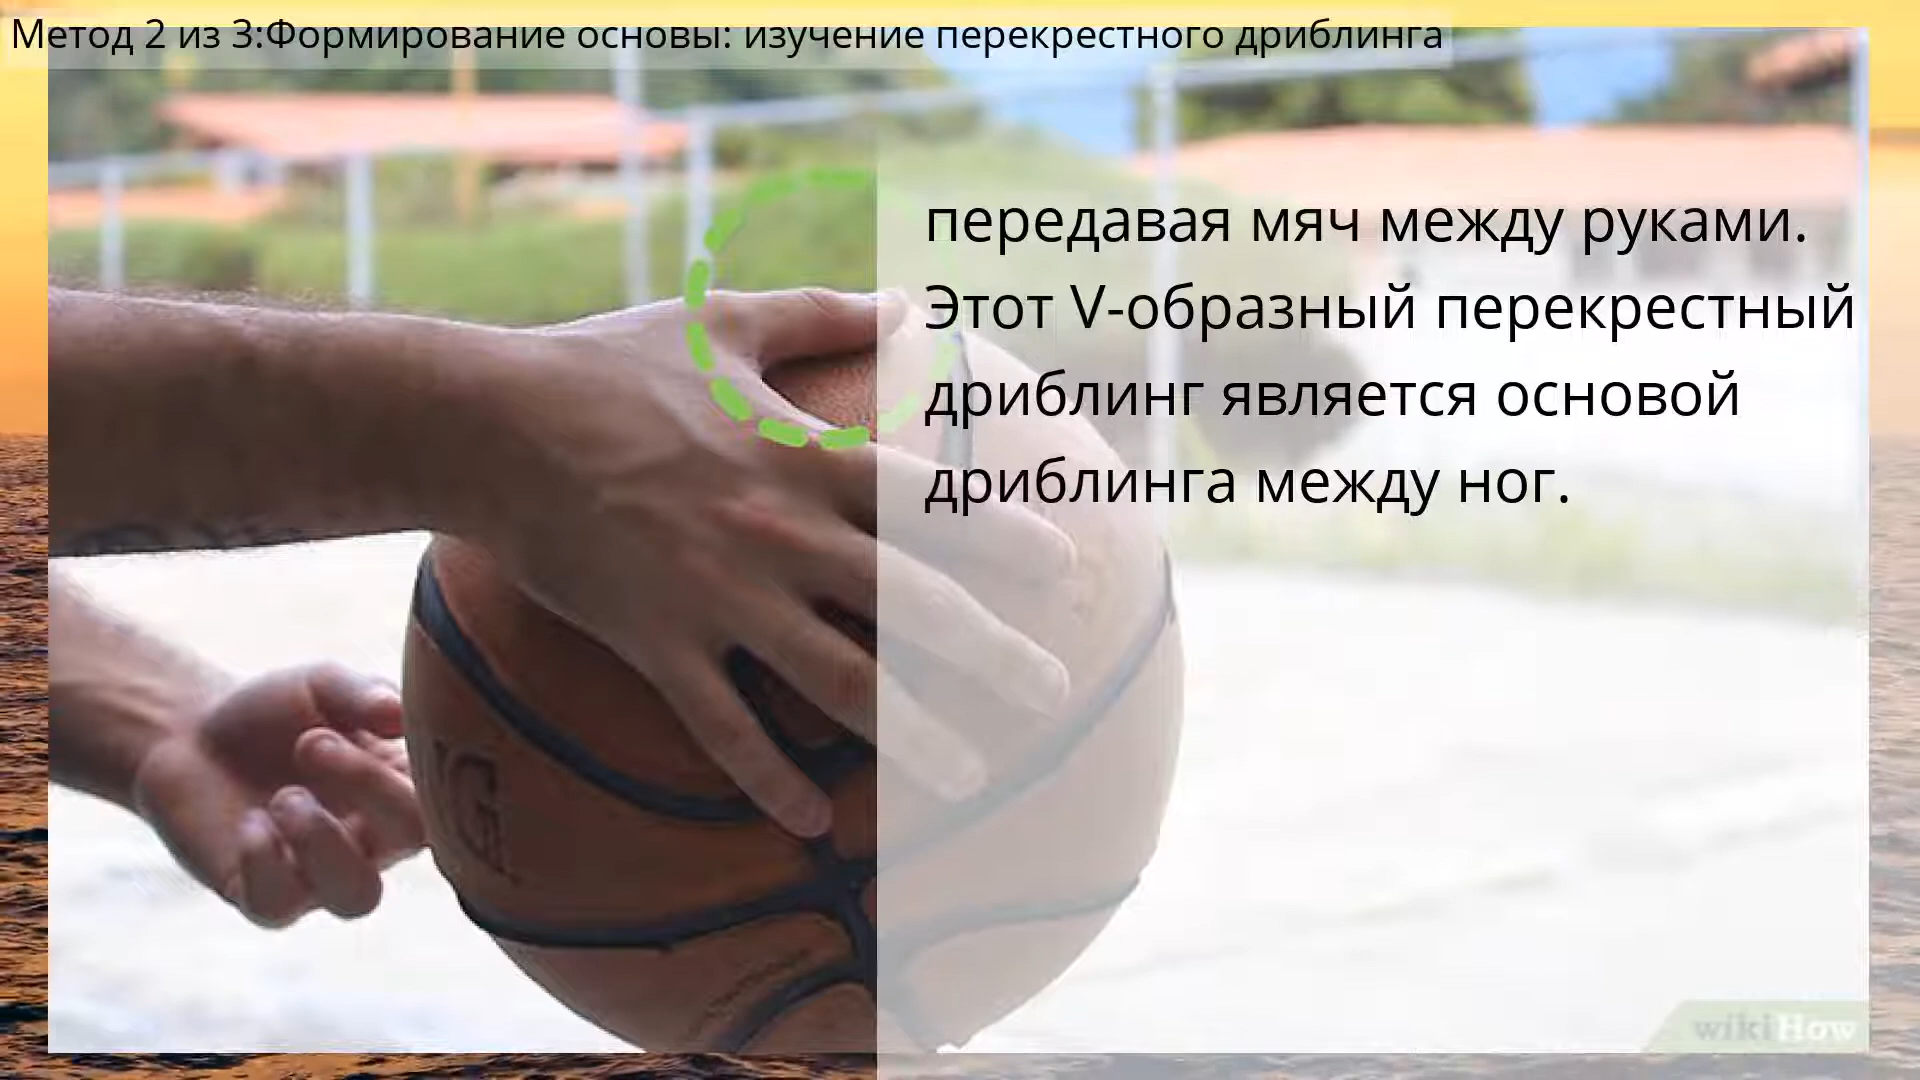 Метод 2 из 3:Формирование основы: изучение перекрестного дриблинга
передавая мяч между руками.
Этот V-образный перекрестный
дриблинг является основой
дриблинга между ног.
wikiHow